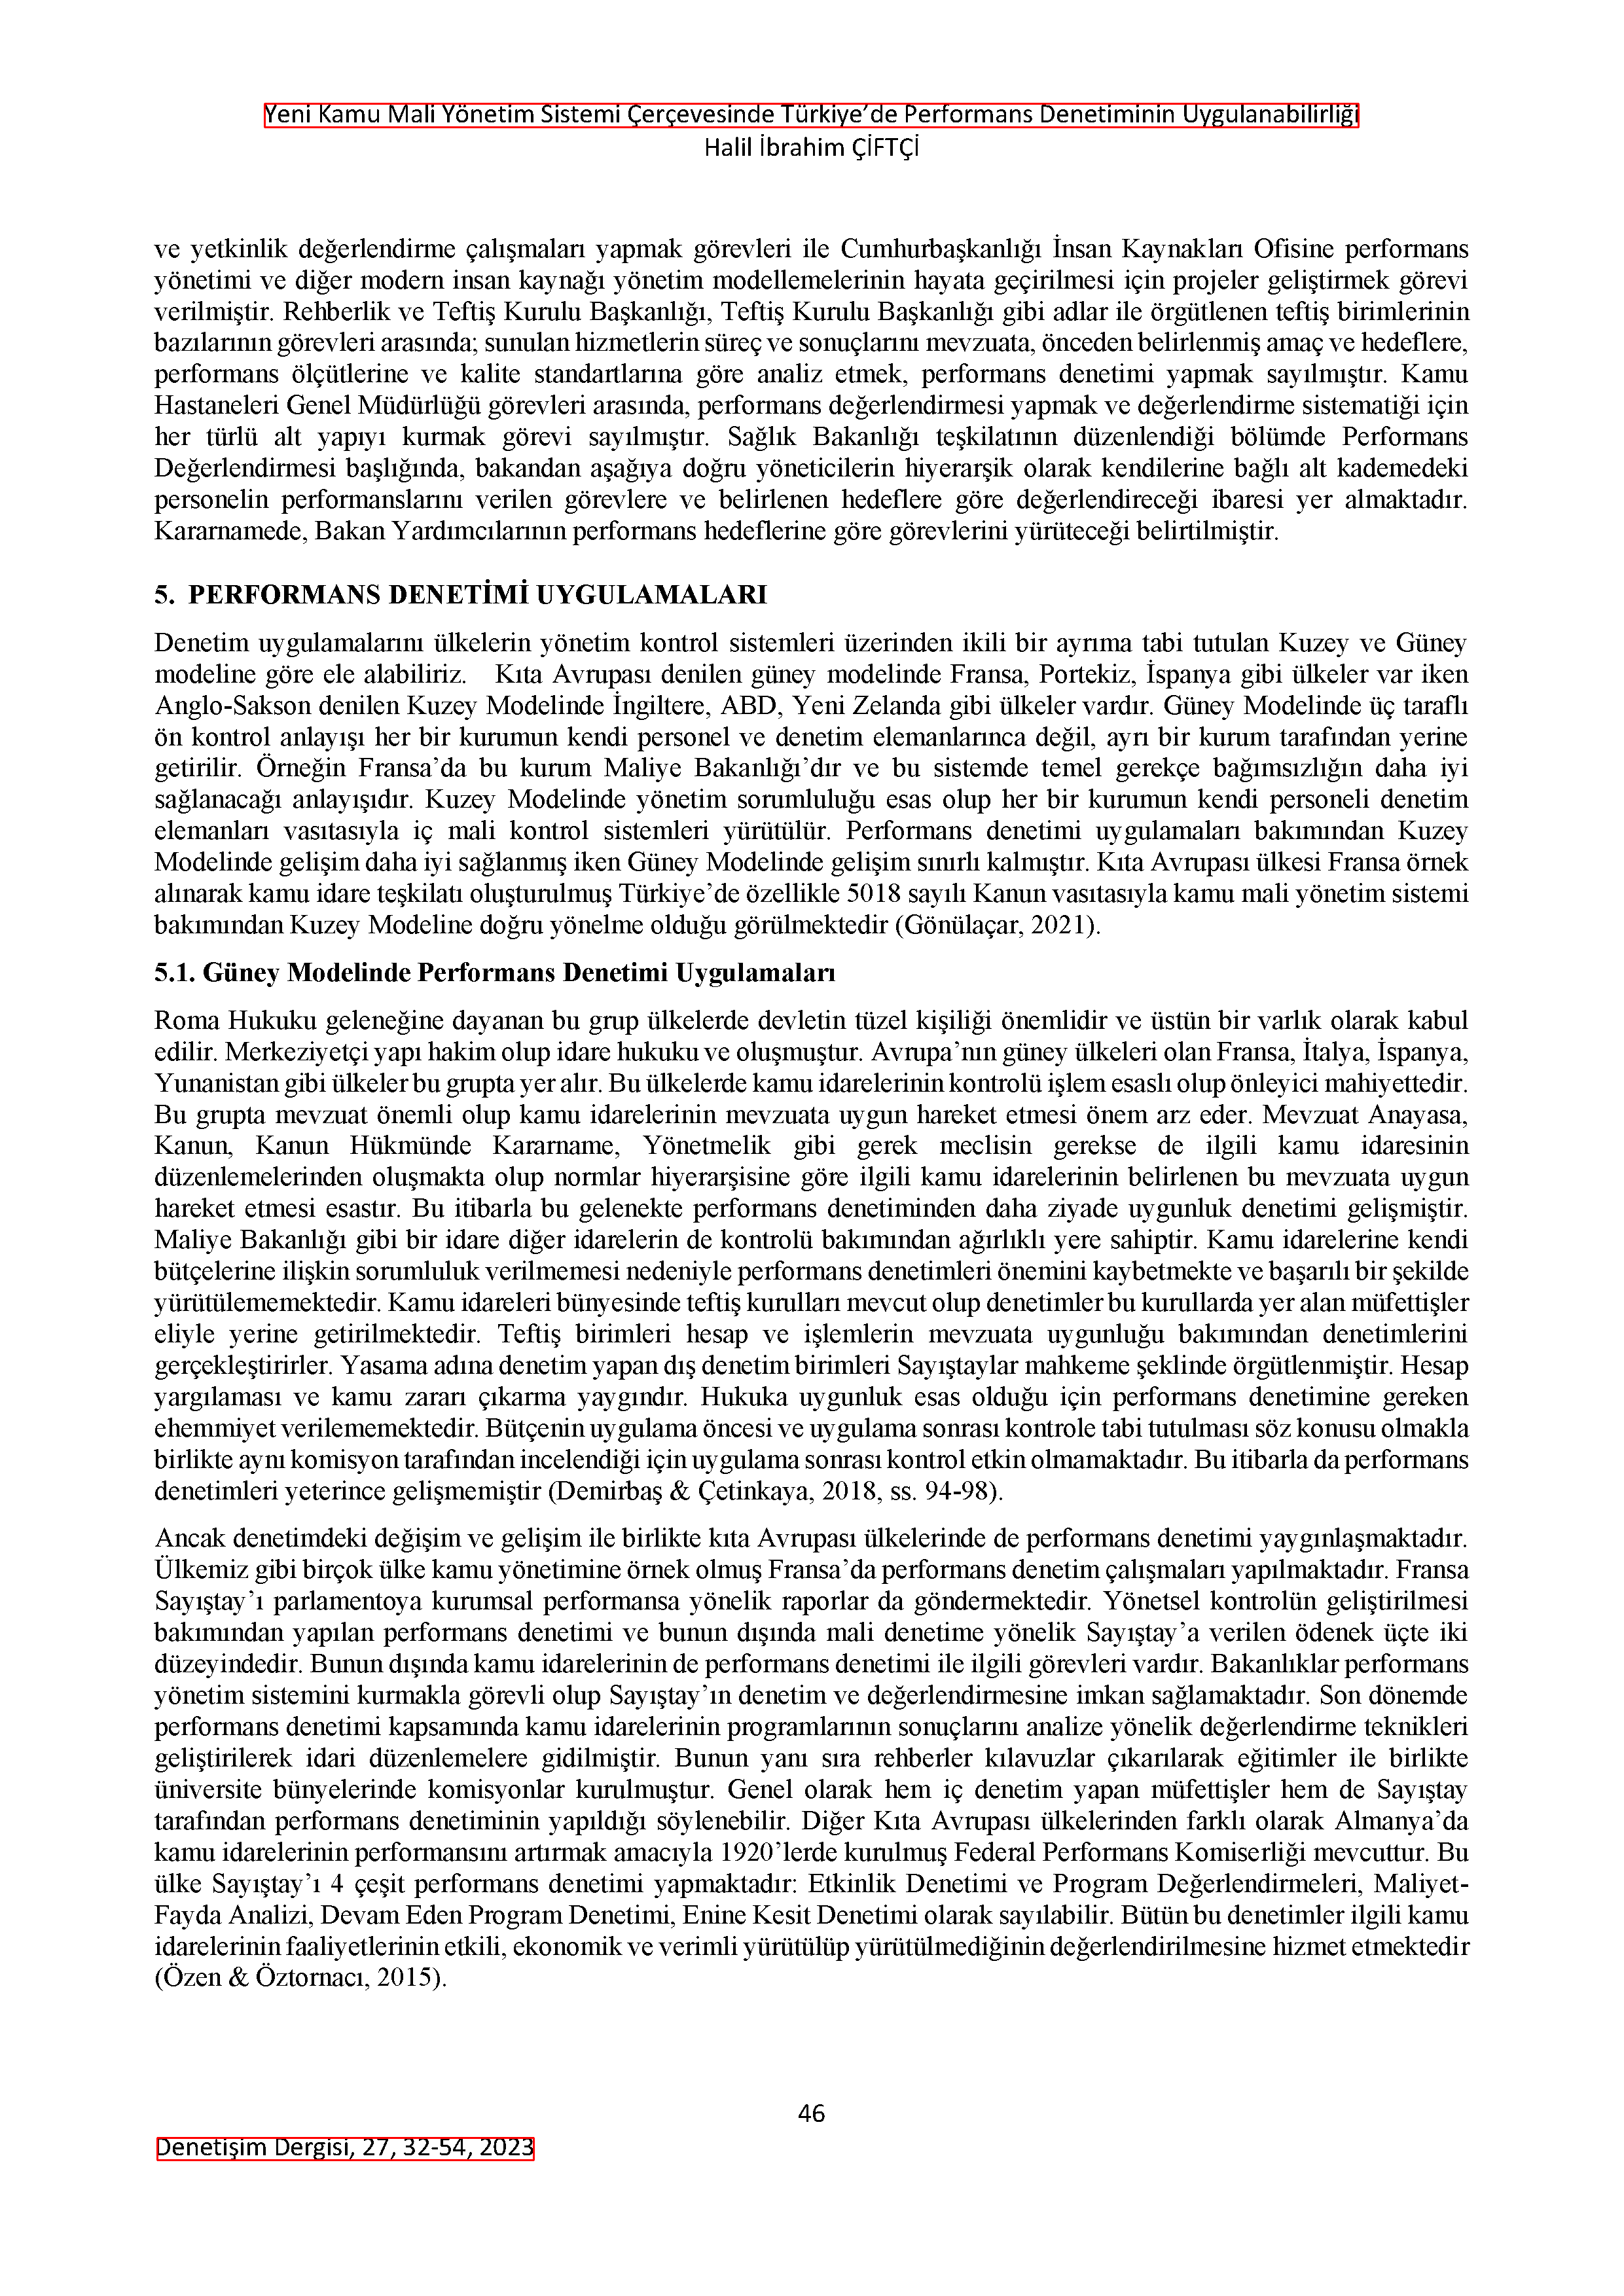 Yeni Kamu Mali Yönetim Sistemi Çerçevesinde Türkiye’de Performans Denetiminin Uygulanabilirliği
Halil İbrahim ÇİFTÇİ
ve yetkinlik değerlendirme çalışmaları yapmak görevleri ile Cumhurbaşkanlığı İnsan Kaynakları Ofisine performans
yönetimi ve diğer modern insan kaynağı yönetim modellemelerinin hayata geçirilmesi için projeler geliştirmek görevi
verilmiştir. Rehberlik ve Teftiş Kurulu Başkanlığı, Teftiş Kurulu Başkanlığı gibi adlar ile örgütlenen teftiş birimlerinin
bazılarının görevleri arasında; sunulan hizmetlerin süreç ve sonuçlarını mevzuata, önceden belirlenmiş amaç ve hedeflere,
performans ölçütlerine ve kalite standartlarına göre analiz etmek, performans denetimi yapmak sayılmıştır. Kamu
Hastaneleri Genel Müdürlüğü görevleri arasında, performans değerlendirmesi yapmak ve değerlendirme sistematiği için
her türlü alt yapıyı kurmak görevi sayılmıştır. Sağlık Bakanlığı teşkilatının düzenlendiği bölümde Performans
Değerlendirmesi başlığında, bakandan aşağıya doğru yöneticilerin hiyerarşik olarak kendilerine bağlı alt kademedeki
personelin performanslarını verilen görevlere ve belirlenen hedeflere göre değerlendireceği ibaresi yer almaktadır.
Kararnamede, Bakan Yardımcılarının performans hedeflerine göre görevlerini yürüteceği belirtilmiştir.
5. PERFORMANS DENETİMİ UYGULAMALARI
Denetim uygulamalarını ülkelerin yönetim kontrol sistemleri üzerinden ikili bir ayrıma tabi tutulan Kuzey ve Güney
modeline göre ele alabiliriz. Kıta Avrupası denilen güney modelinde Fransa, Portekiz, İspanya gibi ülkeler var iken
Anglo-Sakson denilen Kuzey Modelinde İngiltere, ABD, Yeni Zelanda gibi ülkeler vardır. Güney Modelinde üç taraflı
ön kontrol anlayışı her bir kurumun kendi personel ve denetim elemanlarınca değil, ayrı bir kurum tarafından yerine
getirilir. Örneğin Fransa’da bu kurum Maliye Bakanlığı’dır ve bu sistemde temel gerekçe bağımsızlığın daha iyi
sağlanacağı anlayışıdır. Kuzey Modelinde yönetim sorumluluğu esas olup her bir kurumun kendi personeli denetim
elemanları vasıtasıyla iç mali kontrol sistemleri yürütülür. Performans denetimi uygulamaları bakımından Kuzey
Modelinde gelişim daha iyi sağlanmış iken Güney Modelinde gelişim sınırlı kalmıştır. Kıta Avrupası ülkesi Fransa örnek
alınarak kamu idare teşkilatı oluşturulmuş Türkiye’de özellikle 5018 sayılı Kanun vasıtasıyla kamu mali yönetim sistemi
bakımından Kuzey Modeline doğru yönelme olduğu görülmektedir (Gönülaçar, 2021).
5.1. Güney Modelinde Performans Denetimi Uygulamaları
Roma Hukuku geleneğine dayanan bu grup ülkelerde devletin tüzel kişiliği önemlidir ve üstün bir varlık olarak kabul
edilir. Merkeziyetçi yapı hakim olup idare hukuku ve oluşmuştur. Avrupa’nın güney ülkeleri olan Fransa, İtalya, İspanya,
Yunanistan gibi ülkeler bu grupta yer alır. Bu ülkelerde kamu idarelerinin kontrolü işlem esaslı olup önleyici mahiyettedir.
Bu grupta mevzuat önemli olup kamu idarelerinin mevzuata uygun hareket etmesi önem arz eder. Mevzuat Anayasa,
Kanun, Kanun Hükmünde Kararname, Yönetmelik gibi gerek meclisin gerekse de ilgili kamu idaresinin
düzenlemelerinden oluşmakta olup normlar hiyerarşisine göre ilgili kamu idarelerinin belirlenen bu mevzuata uygun
hareket etmesi esastır. Bu itibarla bu gelenekte performans denetiminden daha ziyade uygunluk denetimi gelişmiştir.
Maliye Bakanlığı gibi bir idare diğer idarelerin de kontrolü bakımından ağırlıklı yere sahiptir. Kamu idarelerine kendi
bütçelerine ilişkin sorumluluk verilmemesi nedeniyle performans denetimleri önemini kaybetmekte ve başarılı bir şekilde
yürütülememektedir. Kamu idareleri bünyesinde teftiş kurulları mevcut olup denetimler bu kurullarda yer alan müfettişler
eliyle yerine getirilmektedir. Teftiş birimleri hesap ve işlemlerin mevzuata uygunluğu bakımından denetimlerini
gerçekleştirirler. Yasama adına denetim yapan dış denetim birimleri Sayıştaylar mahkeme şeklinde örgütlenmiştir. Hesap
yargılaması ve kamu zararı çıkarma yaygındır. Hukuka uygunluk esas olduğu için performans denetimine gereken
ehemmiyet verilememektedir. Bütçenin uygulama öncesi ve uygulama sonrası kontrole tabi tutulması söz konusu olmakla
birlikte aynı komisyon tarafından incelendiği için uygulama sonrası kontrol etkin olmamaktadır. Bu itibarla da performans
denetimleri yeterince gelişmemiştir (Demirbaş & Çetinkaya, 2018, ss. 94-98).
Ancak denetimdeki değişim ve gelişim ile birlikte kıta Avrupası ülkelerinde de performans denetimi yaygınlaşmaktadır.
Ülkemiz gibi birçok ülke kamu yönetimine örnek olmuş Fransa’da performans denetim çalışmaları yapılmaktadır. Fransa
Sayıştay’ı parlamentoya kurumsal performansa yönelik raporlar da göndermektedir. Yönetsel kontrolün geliştirilmesi
bakımından yapılan performans denetimi ve bunun dışında mali denetime yönelik Sayıştay’a verilen ödenek üçte iki
düzeyindedir. Bunun dışında kamu idarelerinin de performans denetimi ile ilgili görevleri vardır. Bakanlıklar performans
yönetim sistemini kurmakla görevli olup Sayıştay’ın denetim ve değerlendirmesine imkan sağlamaktadır. Son dönemde
performans denetimi kapsamında kamu idarelerinin programlarının sonuçlarını analize yönelik değerlendirme teknikleri
geliştirilerek idari düzenlemelere gidilmiştir. Bunun yanı sıra rehberler kılavuzlar çıkarılarak eğitimler ile birlikte
üniversite bünyelerinde komisyonlar kurulmuştur. Genel olarak hem iç denetim yapan müfettişler hem de Sayıştay
tarafından performans denetiminin yapıldığı söylenebilir. Diğer Kıta Avrupası ülkelerinden farklı olarak Almanya’da
kamu idarelerinin performansını artırmak amacıyla 1920’lerde kurulmuş Federal Performans Komiserliği mevcuttur. Bu
ülke Sayıştay’ı 4 çeşit performans denetimi yapmaktadır: Etkinlik Denetimi ve Program Değerlendirmeleri, Maliyet-
Fayda Analizi, Devam Eden Program Denetimi, Enine Kesit Denetimi olarak sayılabilir. Bütün bu denetimler ilgili kamu
idarelerinin faaliyetlerinin etkili, ekonomik ve verimli yürütülüp yürütülmediğinin değerlendirilmesine hizmet etmektedir
(Özen & Öztornacı, 2015).
46
Denetişim Dergisi, 27, 32-54, 2023